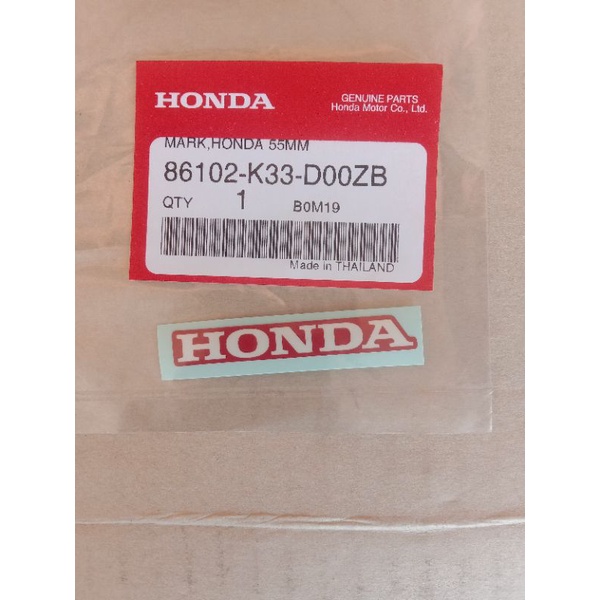 HONDA
GENUINE PARTS
Honda Motor Co., Ltd.
MARK,HONDA 55MM
86102-K33-D00ZB
QTY 1 B0M19
Made in THAILAND
HONDA